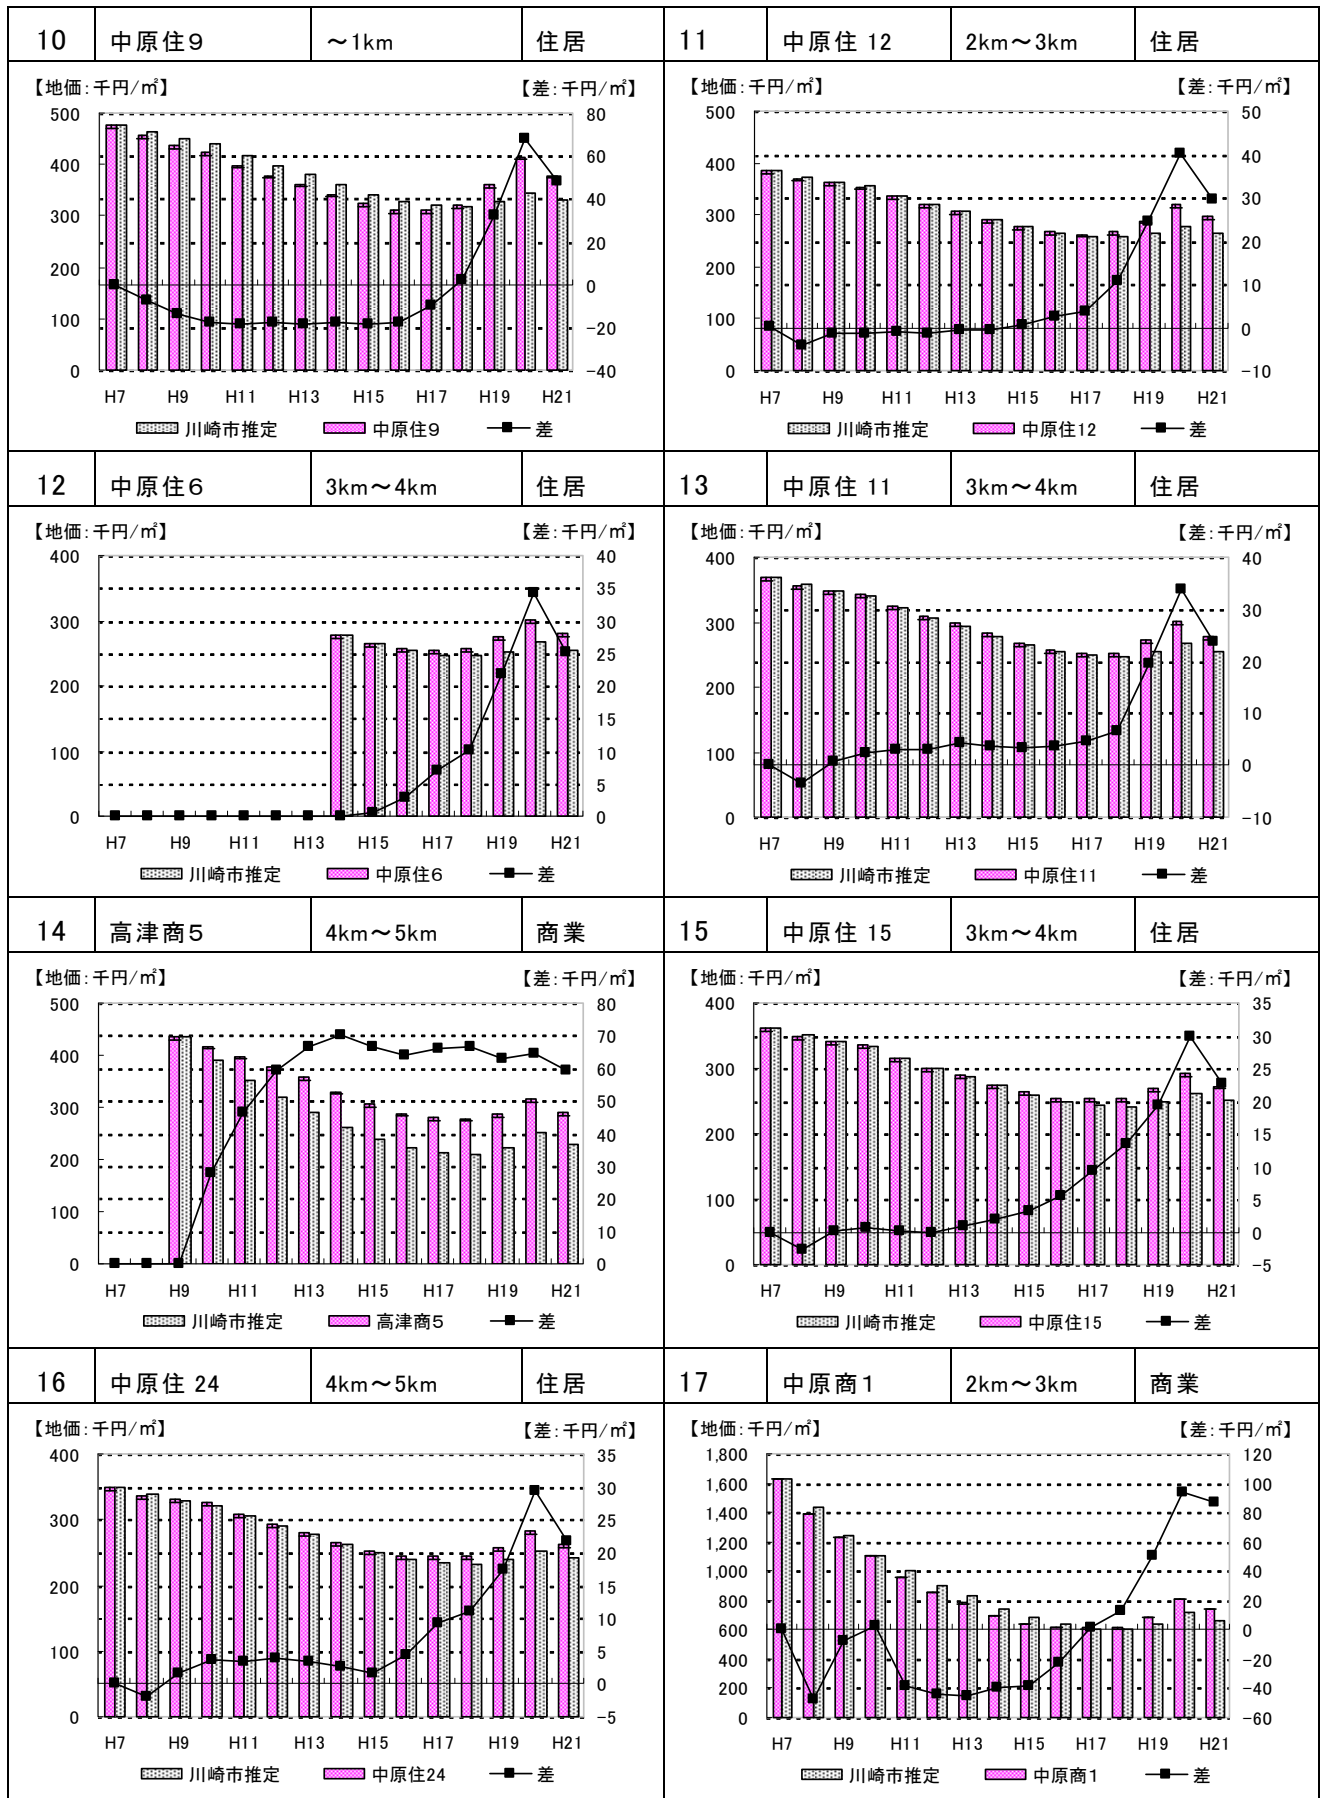 10 中原住9 ～1km 住居
【地価:千円/㎡】 【差:千円/㎡】
500 400 300 200 100 0
80 60 40 20 0 −20 −40
H7 H9 H11 H13 H15 H17 H19 H21
川崎市推定 中原住9 差
11 中原住 12 2km～3km 住居
【地価:千円/㎡】 【差:千円/㎡】
500 400 300 200 100 0
50 40 30 20 10 0 −10
H7 H9 H11 H13 H15 H17 H19 H21
川崎市推定 中原住12 差
12 中原住6 3km～4km 住居
【地価:千円/㎡】 【差:千円/㎡】
400 300 200 100 0
40 35 30 25 20 15 10 5 0
H7 H9 H11 H13 H15 H17 H19 H21
川崎市推定 中原住6 差
13 中原住 11 3km～4km 住居
【地価:千円/㎡】 【差:千円/㎡】
400 300 200 100 0
40 30 20 10 0 −10
H7 H9 H11 H13 H15 H17 H19 H21
川崎市推定 中原住11 差
14 高津商5 4km～5km 商業
【地価:千円/㎡】 【差:千円/㎡】
500 400 300 200 100 0
80 70 60 50 40 30 20 10 0
H7 H9 H11 H13 H15 H17 H19 H21
川崎市推定 高津商5 差
15 中原住 15 3km～4km 住居
【地価:千円/㎡】 【差:千円/㎡】
400 300 200 100 0
35 30 25 20 15 10 5 0 −5
H7 H9 H11 H13 H15 H17 H19 H21
川崎市推定 中原住15 差
16 中原住 24 4km～5km 住居
【地価:千円/㎡】 【差:千円/㎡】
400 300 200 100 0
35 30 25 20 15 10 5 0 −5
H7 H9 H11 H13 H15 H17 H19 H21
川崎市推定 中原住24 差
17 中原商1 2km～3km 商業
【地価:千円/㎡】 【差:千円/㎡】
1,800 1,600 1,400 1,200 1,000 800 600 400 200 0
120 100 80 60 40 20 0 −20 −40 −60
H7 H9 H11 H13 H15 H17 H19 H21
川崎市推定 中原商1 差